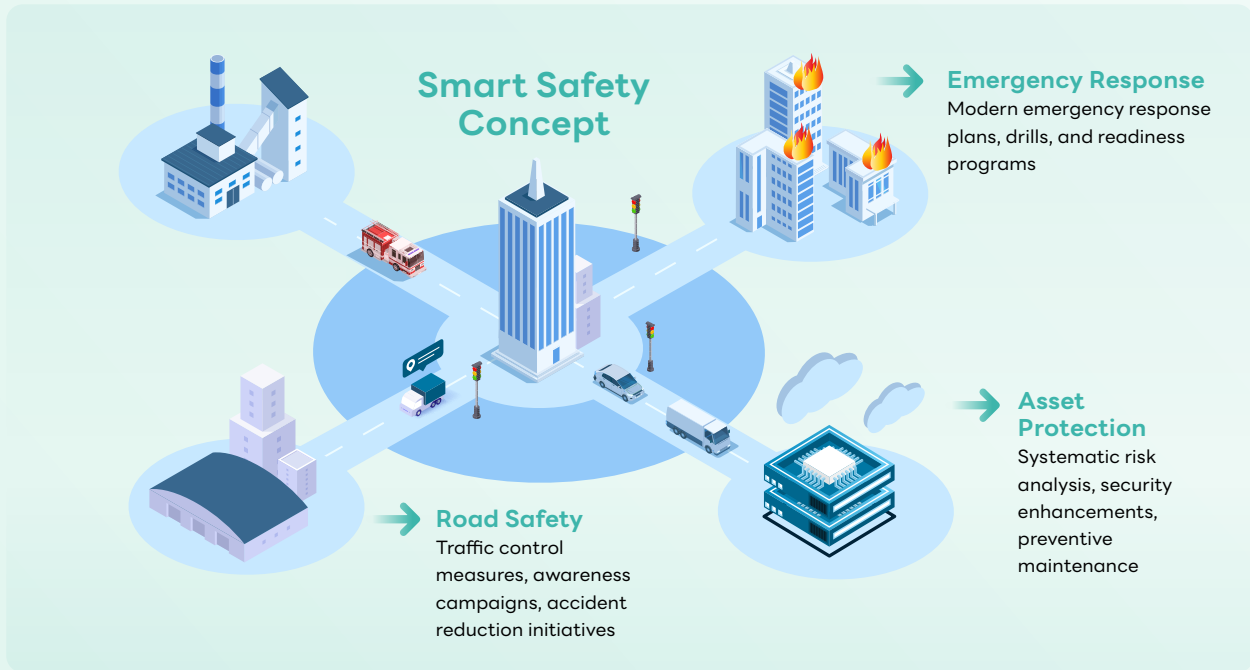 Smart Safety
Concept
Emergency Response
Modern emergency response
plans, drills, and readiness
programs
Asset
Protection
Systematic risk
analysis, security
enhancements,
preventive
maintenance
Road Safety
Traffic control
measures, awareness
campaigns, accident
reduction initiatives